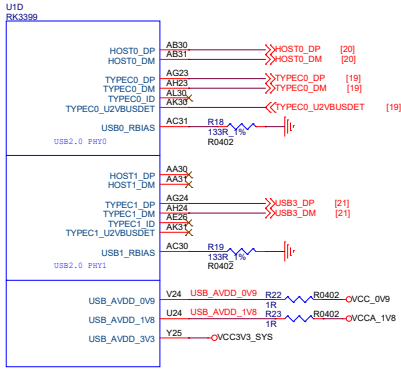 U1D
RK3399
HOST0_DP AB30 HOST0_DP [20]
HOST0_DM AB31 HOST0_DM [20]
TYPEC0_DP AG23 TYPEC0_DP [19]
TYPEC0_DM AH23 TYPEC0_DM [19]
TYPEC0_ID AL30
TYPEC0_U2VBUSDET AK30 TYPEC0_U2VBUSDET [19]
USB0_RBIAS AC31 R18
133R_1%
R0402
USB2.0 PHY0
HOST1_DP AA30
HOST1_DM AA31
TYPEC1_DP AG24 USB3_DP [21]
TYPEC1_DM AH24 USB3_DM [21]
TYPEC1_ID AE26
TYPEC1_U2VBUSDET AK31
USB1_RBIAS AC30 R19
133R_1%
R0402
USB2.0 PHY1
USB_AVDD_0V9 V24 USB_AVDD_0V9 R22 R0402 VCC_0V9
1R
USB_AVDD_1V8 U24 USB_AVDD_1V8 R23 R0402 VCCA_1V8
1R
USB_AVDD_3V3 Y25 VCC3V3_SYS